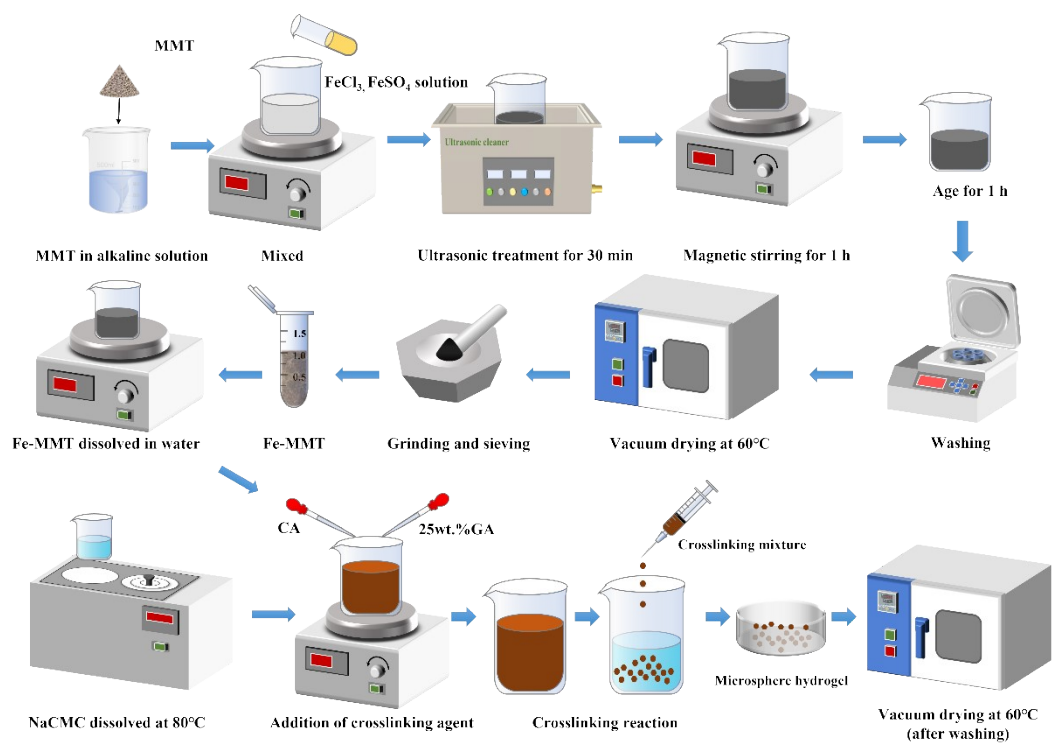 MMT
FeCl3, FeSO4 solution
Ultrasonic cleaner
Age for 1 h
MMT in alkaline solution
Mixed
Ultrasonic treatment for 30 min
Magnetic stirring for 1 h
1.5
1.0
0.5
Fe-MMT dissolved in water
Fe-MMT
Grinding and sieving
Vacuum drying at 60°C
Washing
CA
25wt.%GA
Crosslinking mixture
Microsphere hydrogel
NaCMC dissolved at 80°C
Addition of crosslinking agent
Crosslinking reaction
Vacuum drying at 60°C
(after washing)